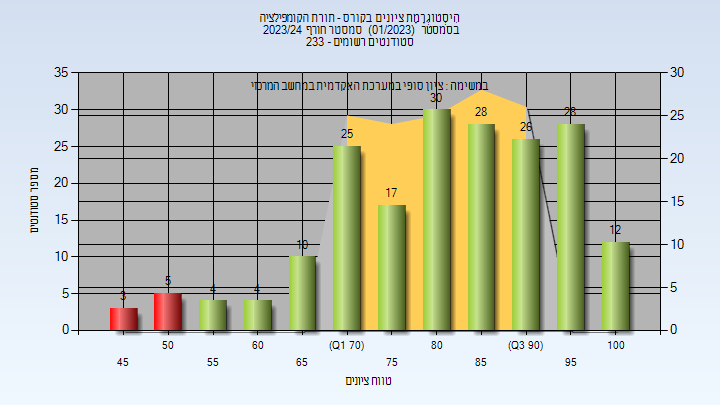 היסטוגרמת ציונים בקורס - תורת הקומפילציה
בסמסטר (01/2023) סמסטר חורף 2023/24
סטודנטים רשומים - 233
במשימה : ציון סופי במערכת האקדמית במחשב המרכזי
מספר סטודנטים
35 30 25 20 15 10 5 0
30 25 20 15 10 5 0
3 5 4 4 10 25 17 30 28 26 28 12
50 60 (Q1 70) 80 (Q3 90) 100
45 55 65 75 85 95
טווח ציונים